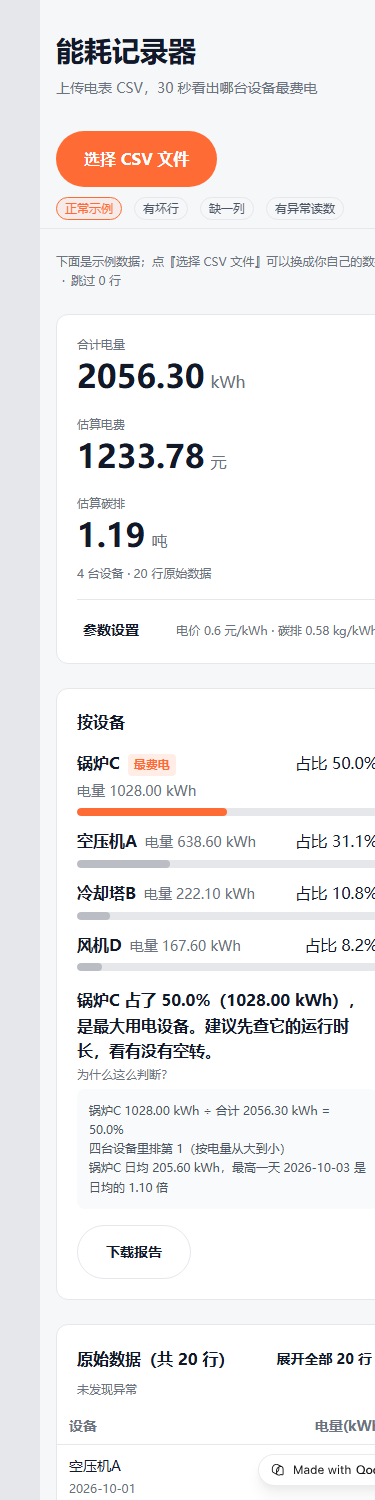 能耗记录器
上传电表 CSV，30 秒看出哪台设备最费电
选择 CSV 文件
正常示例 有坏行 缺一列 有异常读数
下面是示例数据；点『选择 CSV 文件』可以换成你自己的数
· 跳过 0 行
合计电量
2056.30 kWh
估算电费
1233.78 元
估算碳排
1.19 吨
4 台设备 · 20 行原始数据
参数设置 电价 0.6 元/kWh · 碳排 0.58 kg/kWh
按设备
锅炉C 最费电 占比 50.0%
电量 1028.00 kWh
空压机A 电量 638.60 kWh 占比 31.1%
冷却塔B 电量 222.10 kWh 占比 10.8%
风机D 电量 167.60 kWh 占比 8.2%
锅炉C 占了 50.0%（1028.00 kWh），
是最大用电设备。建议先查它的运行时
长，看有没有空转。
为什么这么判断？
锅炉C 1028.00 kWh ÷ 合计 2056.30 kWh =
50.0%
四台设备里排第 1（按电量从大到小）
锅炉C 日均 205.60 kWh，最高一天 2026-10-03 是
日均的 1.10 倍
下载报告
原始数据（共 20 行） 展开全部 20 行
未发现异常
设备 电量(kWh
空压机A
2026-10-01
Made with